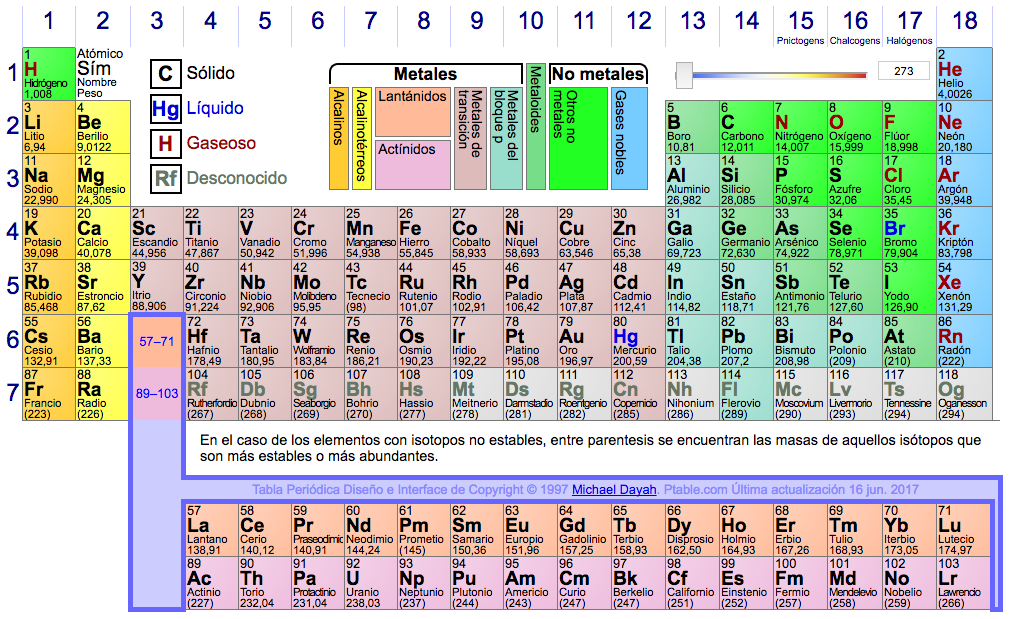 1 2 3 4 5 6 7 8 9 10 11 12 13 14 15 16 17 18
Pnictogens Chalcogens Halógenos
1 H Hidrógeno 1,008
Atómico
Sím
Nombre
Peso
C Sólido
Hg Líquido
H Gaseoso
Rf Desconocido
Metales
No metales
Alcalinos
Alcalinotérreos
Lantánidos
Actínidos
Metales de transición
Metales del bloque p
Metaloides
Otros no metales
Gases nobles
273
2 He Helio 4,0026
1
2
3 Li Litio 6,94
4 Be Berilio 9,0122
5 B Boro 10,81
6 C Carbono 12,011
7 N Nitrógeno 14,007
8 O Oxígeno 15,999
9 F Flúor 18,998
10 Ne Neón 20,180
3
11 Na Sodio 22,990
12 Mg Magnesio 24,305
13 Al Aluminio 26,982
14 Si Silicio 28,085
15 P Fósforo 30,974
16 S Azufre 32,06
17 Cl Cloro 35,45
18 Ar Argón 39,948
4
19 K Potasio 39,098
20 Ca Calcio 40,078
21 Sc Escandio 44,956
22 Ti Titanio 47,867
23 V Vanadio 50,942
24 Cr Cromo 51,996
25 Mn Manganeso 54,938
26 Fe Hierro 55,845
27 Co Cobalto 58,933
28 Ni Níquel 58,693
29 Cu Cobre 63,546
30 Zn Zinc 65,38
31 Ga Galio 69,723
32 Ge Germanio 72,630
33 As Arsénico 74,922
34 Se Selenio 78,971
35 Br Bromo 79,904
36 Kr Kriptón 83,798
5
37 Rb Rubidio 85,468
38 Sr Estroncio 87,62
39 Y Itrio 88,906
40 Zr Circonio 91,224
41 Nb Niobio 92,906
42 Mo Molibdeno 95,95
43 Tc Tecnecio (98)
44 Ru Rutenio 101,07
45 Rh Rodio 102,91
46 Pd Paladio 106,42
47 Ag Plata 107,87
48 Cd Cadmio 112,41
49 In Indio 114,82
50 Sn Estaño 118,71
51 Sb Antimonio 121,76
52 Te Telurio 127,60
53 I Yodo 126,90
54 Xe Xenón 131,29
6
55 Cs Cesio 132,91
56 Ba Bario 137,33
57–71
72 Hf Hafnio 178,49
73 Ta Tantalio 180,95
74 W Wolframio 183,84
75 Re Renio 186,21
76 Os Osmio 190,23
77 Ir Iridio 192,22
78 Pt Platino 195,08
79 Au Oro 196,97
80 Hg Mercurio 200,59
81 Tl Talio 204,38
82 Pb Plomo 207,2
83 Bi Bismuto 208,98
84 Po Polonio (209)
85 At Astato (210)
86 Rn Radón (222)
7
87 Fr Francio (223)
88 Ra Radio (226)
89–103
104 Rf Rutherfordio (267)
105 Db Dubnio (268)
106 Sg Seaborgio (269)
107 Bh Bohrio (270)
108 Hs Hassio (277)
109 Mt Meitnerio (278)
110 Ds Darmstadio (281)
111 Rg Roentgenio (282)
112 Cn Copernicio (285)
113 Nh Nihonium (286)
114 Fl Flerovio (289)
115 Mc Moscovium (290)
116 Lv Livermorio (293)
117 Ts Tennessine (294)
118 Og Oganesson (294)
En el caso de los elementos con isotopos no estables, entre parentesis se encuentran las masas de aquellos isótopos que
son más estables o más abundantes.
Tabla Periódica Diseño e Interface de Copyright © 1997 Michael Dayah. Ptable.com Última actualización 16 jun. 2017
57 La Lantano 138,91
58 Ce Cerio 140,12
59 Pr Praseodimio 140,91
60 Nd Neodimio 144,24
61 Pm Prometio (145)
62 Sm Samario 150,36
63 Eu Europio 151,96
64 Gd Gadolinio 157,25
65 Tb Terbio 158,93
66 Dy Disprosio 162,50
67 Ho Holmio 164,93
68 Er Erbio 167,26
69 Tm Tulio 168,93
70 Yb Iterbio 173,05
71 Lu Lutecio 174,97
89 Ac Actinio (227)
90 Th Torio 232,04
91 Pa Protactinio 231,04
92 U Uranio 238,03
93 Np Neptunio (237)
94 Pu Plutonio (244)
95 Am Americio (243)
96 Cm Curio (247)
97 Bk Berkelio (247)
98 Cf Californio (251)
99 Es Einstenio (252)
100 Fm Fermio (257)
101 Md Mendelevio (258)
102 No Nobelio (259)
103 Lr Lawrencio (266)